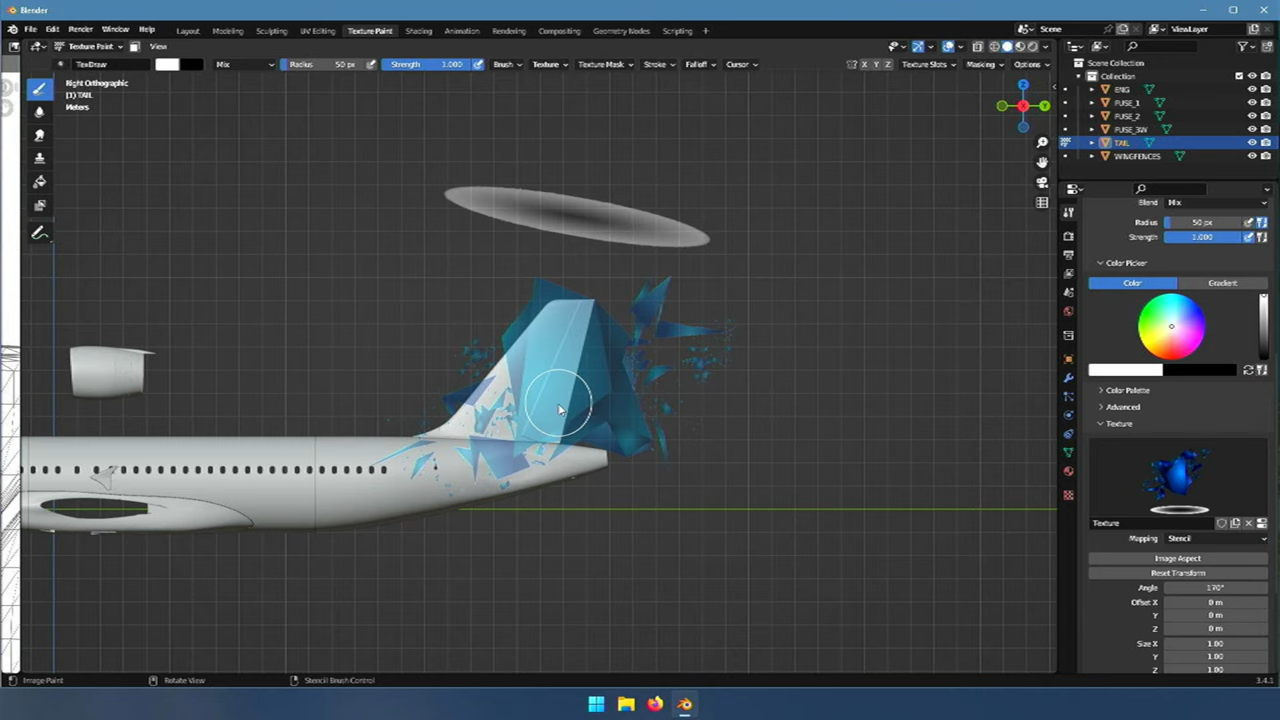 Blender
File Edit Render Window Help Layout Modeling Sculpting UV Editing Texture Paint Shading Animation Rendering Compositing Geometry Nodes Scripting + Scene ViewLayer
Texture Paint View
TexDraw Mix Radius 50 px Strength 1.000 Brush Texture Texture Mask Stroke Falloff Cursor X Y Z Texture Slots Masking Options
Right Orthographic
(1) TAIL
Meters
Scene Collection
Collection
ENG
FUSE_1
FUSE_2
FUSE_3W
TAIL
WINGFENCES
Blend Mix
Radius 50 px
Strength 1.000
Color Picker
Color Gradient
Color Palette
Advanced
Texture
Texture
Mapping Stencil
Image Aspect
Reset Transform
Angle 170°
Offset X 0 m
Y 0 m
Z 0 m
Size X 1.00
Y 1.00
Z 1.00
Image Paint Rotate View Stencil Brush Control 3.4.1